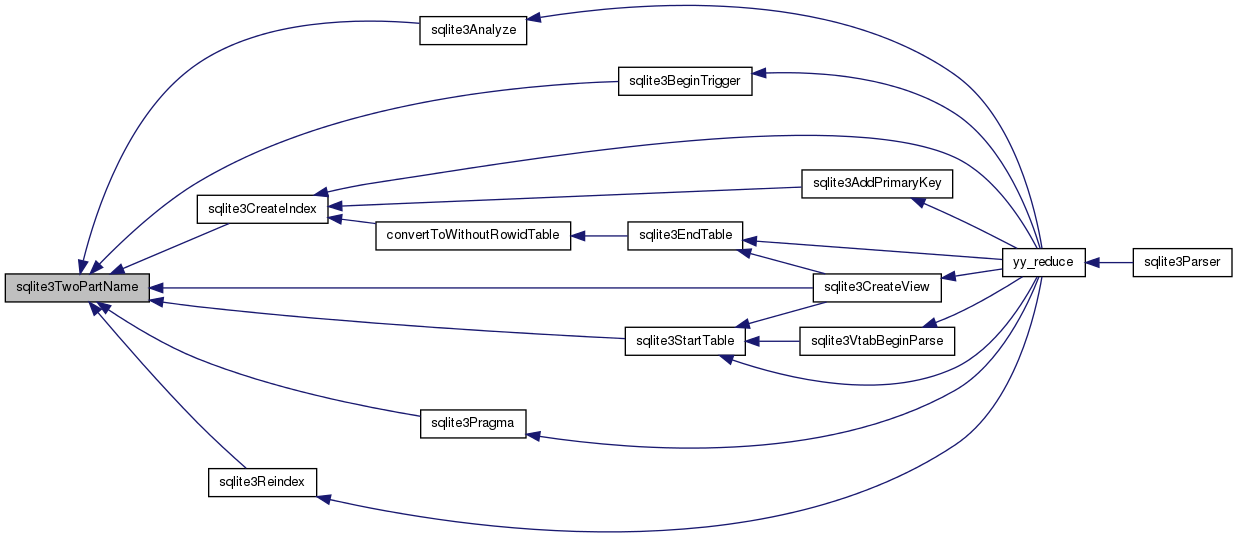 sqlite3Analyze
sqlite3BeginTrigger
sqlite3AddPrimaryKey
sqlite3CreateIndex
convertToWithoutRowidTable
sqlite3EndTable
yy_reduce
sqlite3Parser
sqlite3TwoPartName
sqlite3CreateView
sqlite3StartTable
sqlite3VtabBeginParse
sqlite3Pragma
sqlite3Reindex